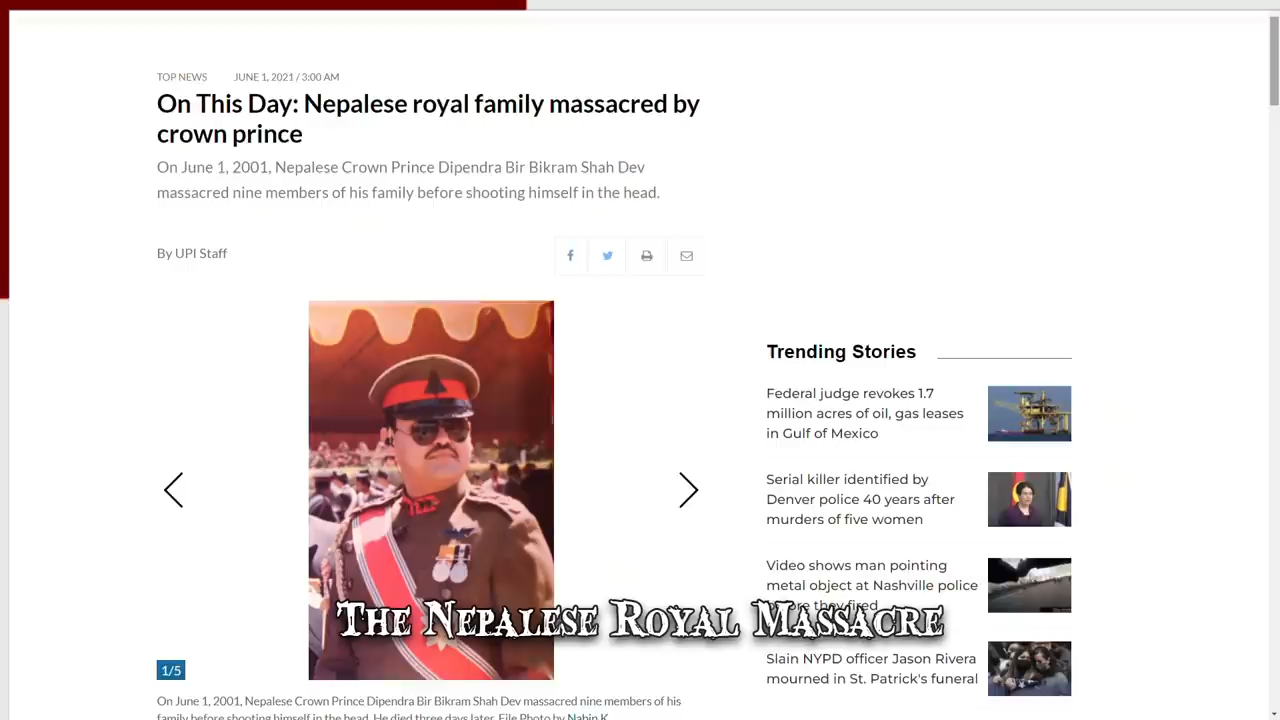 TOP NEWS JUNE 1, 2021 / 3:00 AM
On This Day: Nepalese royal family massacred by
crown prince
On June 1, 2001, Nepalese Crown Prince Dipendra Bir Bikram Shah Dev
massacred nine members of his family before shooting himself in the head.
By UPI Staff
Trending Stories
Federal judge revokes 1.7
million acres of oil, gas leases
in Gulf of Mexico
Serial killer identified by
Denver police 40 years after
murders of five women
Video shows man pointing
metal object at Nashville police
they fired
The Nepalese Royal Massacre
Slain NYPD officer Jason Rivera
mourned in St. Patrick's funeral
1/5
On June 1, 2001, Nepalese Crown Prince Dipendra Bir Bikram Shah Dev massacred nine members of his
family before shooting himself in the head. He died three days later. File Photo by Nabin K.